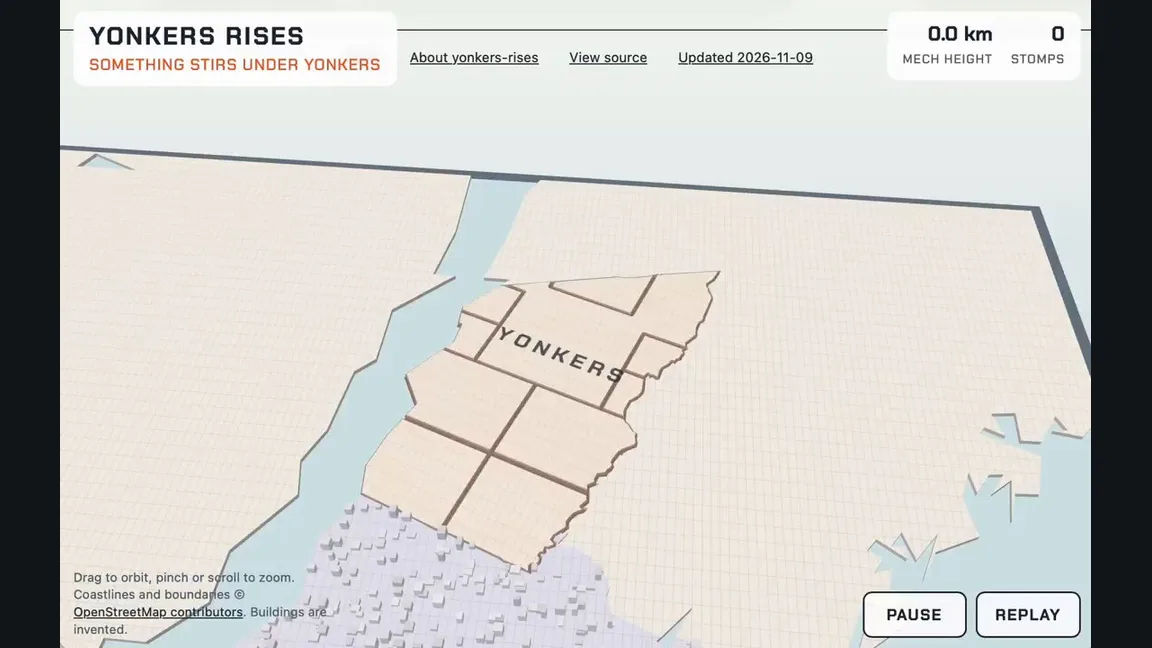 YONKERS RISES
SOMETHING STIRS UNDER YONKERS
About yonkers-rises
View source
Updated 2026-11-09
0.0 km
MECH HEIGHT
0
STOMPS
YONKERS
Drag to orbit, pinch or scroll to zoom.
Coastlines and boundaries ©
OpenStreetMap contributors. Buildings are
invented.
PAUSE
REPLAY